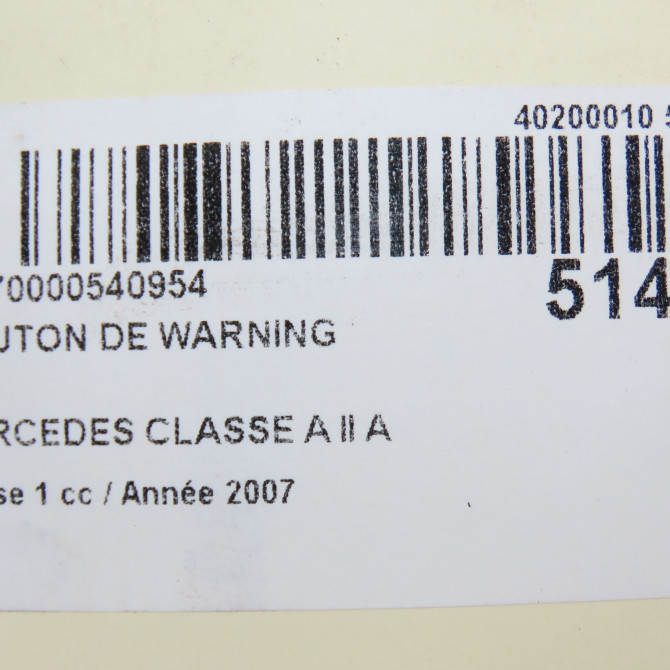 40200010 5
70000540954
514
UTON DE WARNING
RCEDES CLASSE A II A
se 1 cc / Année 2007